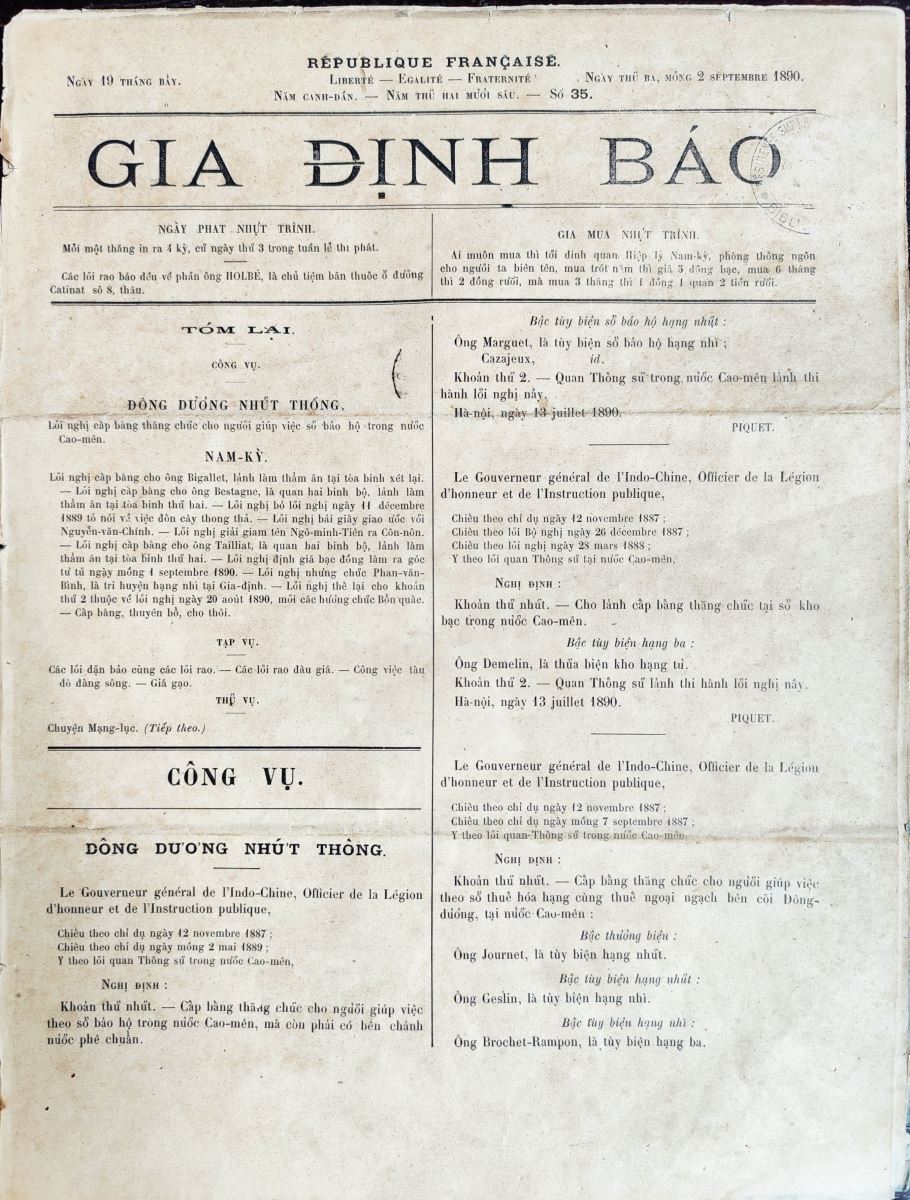 RÉPUBLIQUE FRANÇAISE.
NGÀY 19 THÁNG BẢY.
LIBERTÉ — EGALITÉ — FRATERNITÉ
NGÀY THỨ BA, MỒNG 2 SEPTEMBRE 1890.
NĂM CANH-DẦN. — NĂM THỨ HAI MƯƠI SÁU. — SỐ 35.
GIA ĐỊNH BÁO
NGÀY PHÁT NHỰT TRÌNH.
Mỗi một tháng in ra 4 kỳ, cứ ngày thứ 3 trong tuần lễ thì phát.
Các lời rao báo đều về phần ông HOLBÉ, là chủ tiệm bán thuốc ở đường
Catinat số 8, thâu.
GIÁ MUA NHỰT TRÌNH.
Ai muốn mua thì tới dinh quan Hiệp lý Nam-kỳ, phòng thông ngôn
cho người ta biên tên, mua trót năm thì giá 5 đồng bạc, mua 6 tháng
thì 2 đồng rưỡi, mà mua 3 tháng thì 1 đồng 1 quan 2 tiền rưỡi.
TÓM LẠI.
CÔNG VỤ.
ĐÔNG DƯƠNG NHỨT THỐNG.
Lời nghị cấp bằng thăng chức cho người giúp việc sở bảo hộ trong nước
Cao-mên.
NAM-KỲ.
Lời nghị cấp bằng cho ông Bigallet, lãnh làm thẩm án tại tòa binh xét lại.
— Lời nghị cấp bằng cho ông Bestagne, là quan hai binh bộ, lãnh làm
thẩm án tại tòa binh thứ hai. — Lời nghị bỏ lời nghị ngày 11 décembre
1889 tỏ nói về việc đòn cày thong thả. — Lời nghị bãi giây giao ước với
Nguyễn-văn-Chính. — Lời nghị giải giam tên Ngô-minh-Tiên ra Côn-nôn.
— Lời nghị cấp bằng cho ông Tailliat, là quan hai binh bộ, lãnh làm
thẩm án tại tòa binh thứ hai. — Lời nghị định giá bạc đồng làm ra góc
tư từ ngày mồng 1 septembre 1890. — Lời nghị nhưng chức Phan-văn-
Bình, là tri huyện hạng nhì tại Gia-định. — Lời nghị thế lại cho khoản
thứ 2 thuộc về lời nghị ngày 20 août 1890, mời các hương chức Bổn quốc.
— Cấp bằng, thuyên bổ, cho thôi.
TẠP VỤ.
Các lời dặn bảo cùng các lời rao. — Các lời rao đấu giá. — Công việc tàu
đò đàng sông. — Giá gạo.
THỨ VỤ.
Chuyện Mạng-lục. (Tiếp theo.)
CÔNG VỤ.
ĐÔNG DƯƠNG NHỨT THỐNG.
Le Gouverneur général de l'Indo-Chine, Officier de la Légion
d'honneur et de l'Instruction publique,
Chiếu theo chỉ dụ ngày 12 novembre 1887 ;
Chiếu theo chỉ dụ ngày mồng 2 mai 1889 ;
Y theo lời quan Thông sứ trong nước Cao-mên,
NGHỊ ĐỊNH :
Khoản thứ nhứt. — Cấp bằng thăng chức cho người giúp việc
theo sở bảo hộ trong nước Cao-mên, mà còn phải có bên chánh
nước phê chuẩn.
Bậc tùy biện sở bảo hộ hạng nhứt :
Ông Marguet, là tùy biện sở bảo hộ hạng nhì ;
Cazajeux, id.
Khoản thứ 2. — Quan Thông sứ trong nước Cao-mên lãnh thi
hành lời nghị nầy.
Hà-nội, ngày 13 juillet 1890.
PIQUET.
Le Gouverneur général de l'Indo-Chine, Officier de la Légion
d'honneur et de l'Instruction publique,
Chiếu theo chỉ dụ ngày 12 novembre 1887 ;
Chiếu theo lời Bộ nghị ngày 26 décembre 1887 ;
Chiếu theo lời nghị ngày 28 mars 1888 ;
Y theo lời quan Thông sứ tại nước Cao-mên,
NGHỊ ĐỊNH :
Khoản thứ nhứt. — Cho lãnh cấp bằng thăng chức tại sở kho
bạc trong nước Cao-mên.
Bậc tùy biện hạng ba :
Ông Demelin, là thừa biện kho hạng tư.
Khoản thứ 2. — Quan Thông sứ lãnh thi hành lời nghị nầy.
Hà-nội, ngày 13 juillet 1890.
PIQUET.
Le Gouverneur général de l'Indo-Chine, Officier de la Légion
d'honneur et de l'Instruction publique,
Chiếu theo chỉ dụ ngày 12 novembre 1887 ;
Chiếu theo chỉ dụ ngày mồng 7 septembre 1887 ;
Y theo lời quan Thông sứ trong nước Cao-mên,
NGHỊ ĐỊNH :
Khoản thứ nhứt. — Cấp bằng thăng chức cho người giúp việc
theo sở thuế hóa hạng cùng thuế ngoại ngạch bên cõi Đông-
dương, tại nước Cao-mên :
Bậc thường biện :
Ông Journet, là tùy biện hạng nhứt.
Bậc tùy biện hạng nhứt :
Ông Geslin, là tùy biện hạng nhì.
Bậc tùy biện hạng nhì :
Ông Brochet-Rampon, là tùy biện hạng ba.